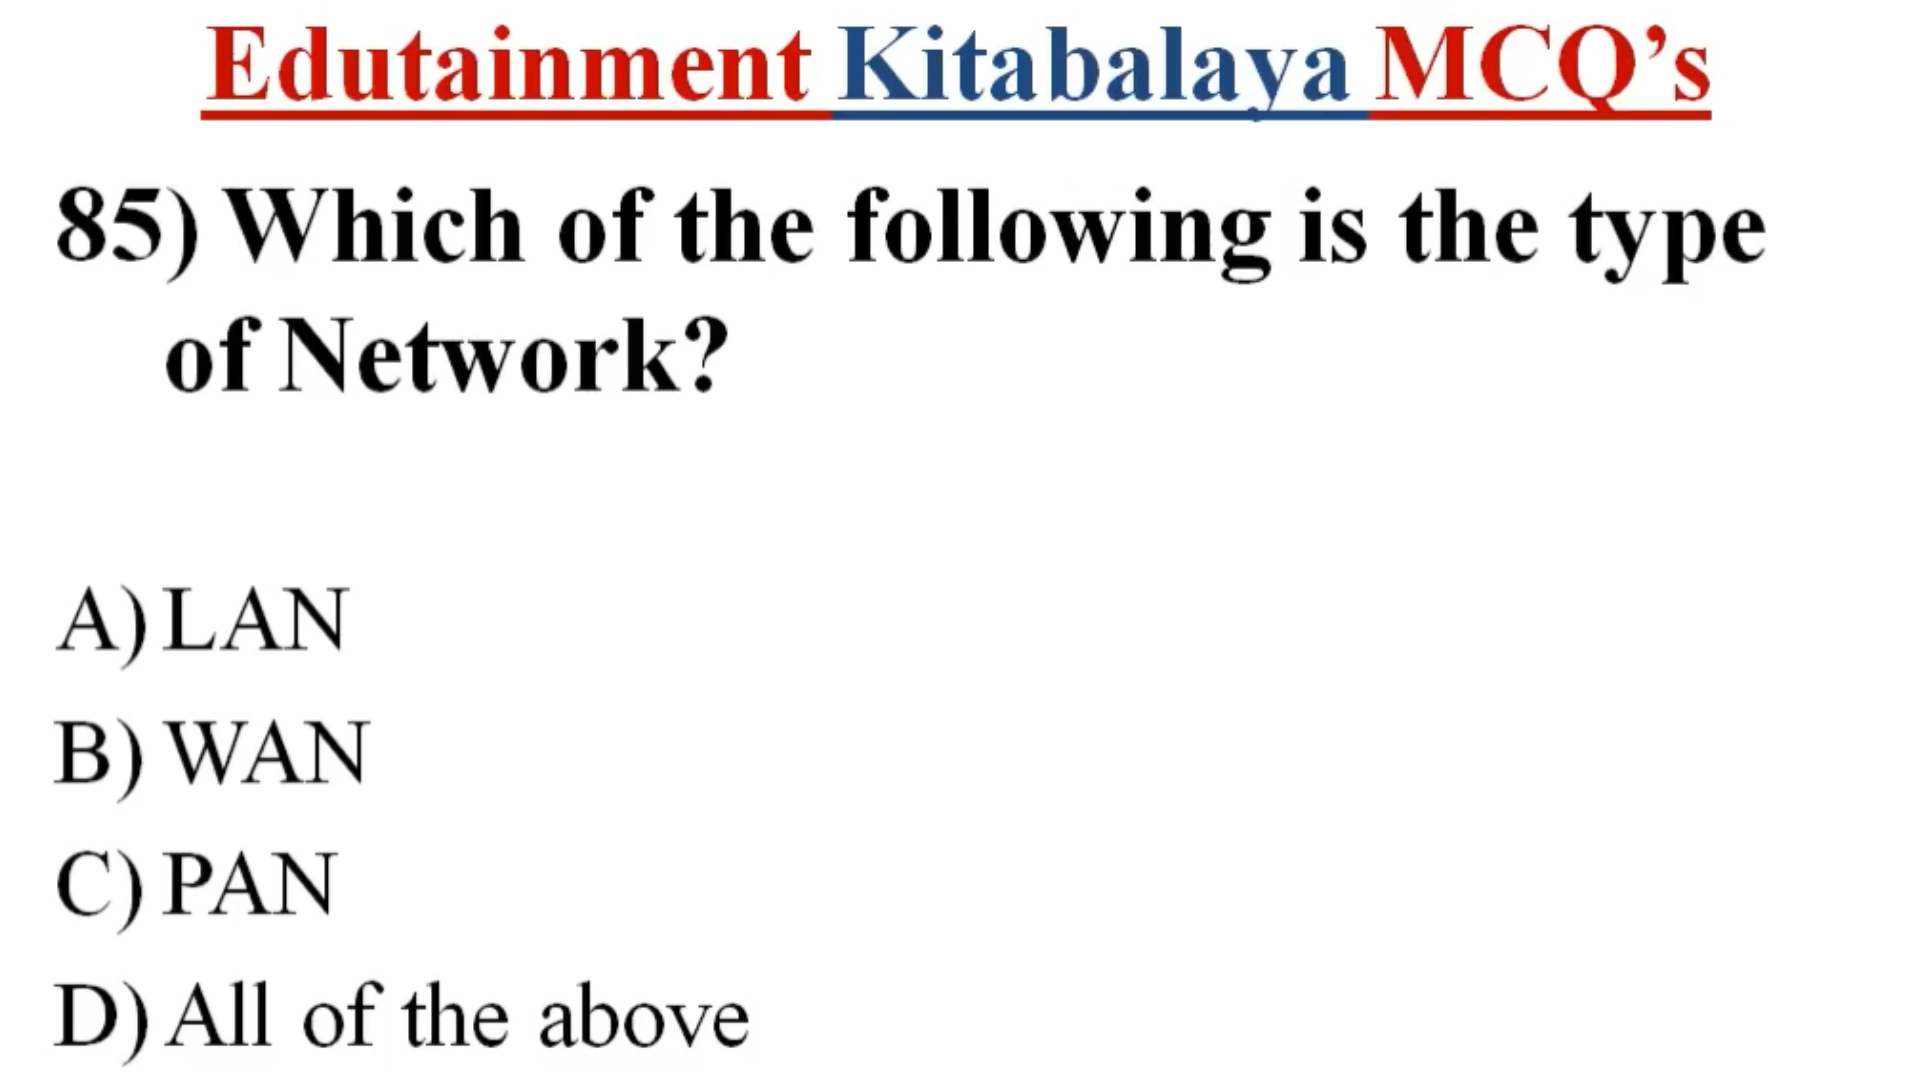 Edutainment Kitabalaya MCQ’s
85) Which of the following is the type
of Network?
A) LAN
B) WAN
C) PAN
D) All of the above